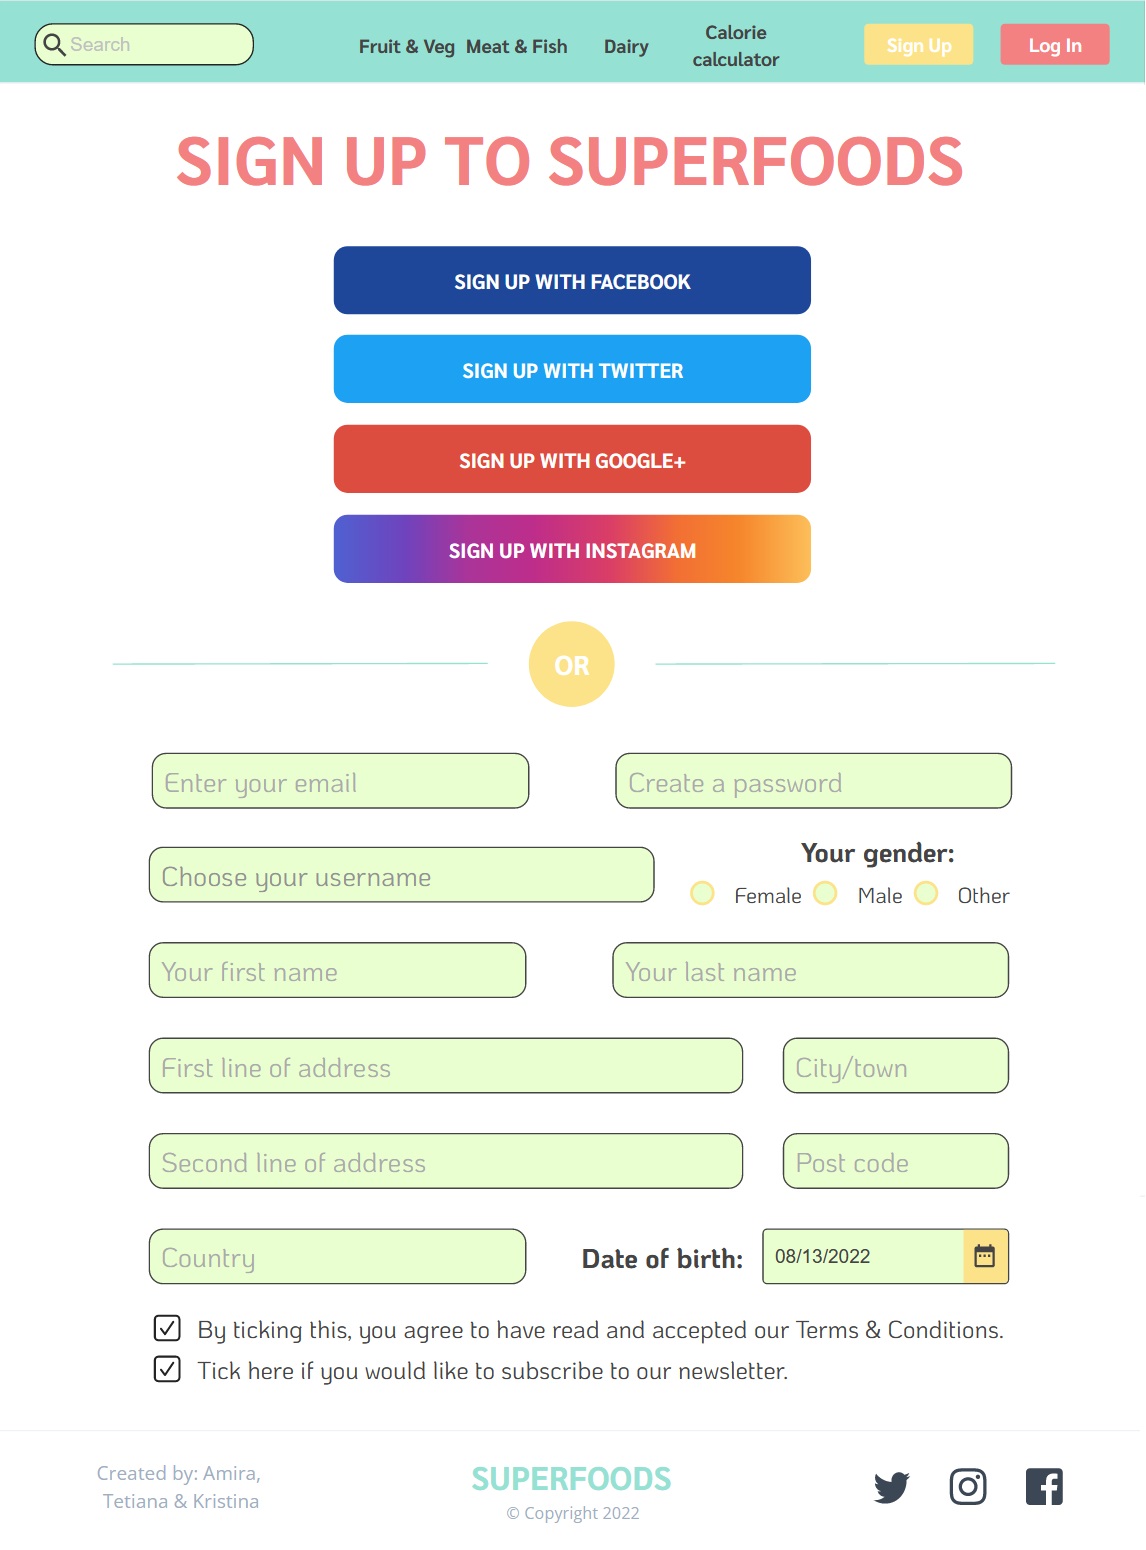 Search
Fruit & Veg
Meat & Fish
Dairy
Calorie
calculator
Sign Up
Log In
SIGN UP TO SUPERFOODS
SIGN UP WITH FACEBOOK
SIGN UP WITH TWITTER
SIGN UP WITH GOOGLE+
SIGN UP WITH INSTAGRAM
OR
Enter your email
Create a password
Choose your username
Your gender:
Female
Male
Other
Your first name
Your last name
First line of address
City/town
Second line of address
Post code
Country
Date of birth:
08/13/2022
By ticking this, you agree to have read and accepted our Terms & Conditions.
Tick here if you would like to subscribe to our newsletter.
Created by: Amira,
Tetiana & Kristina
SUPERFOODS
© Copyright 2022